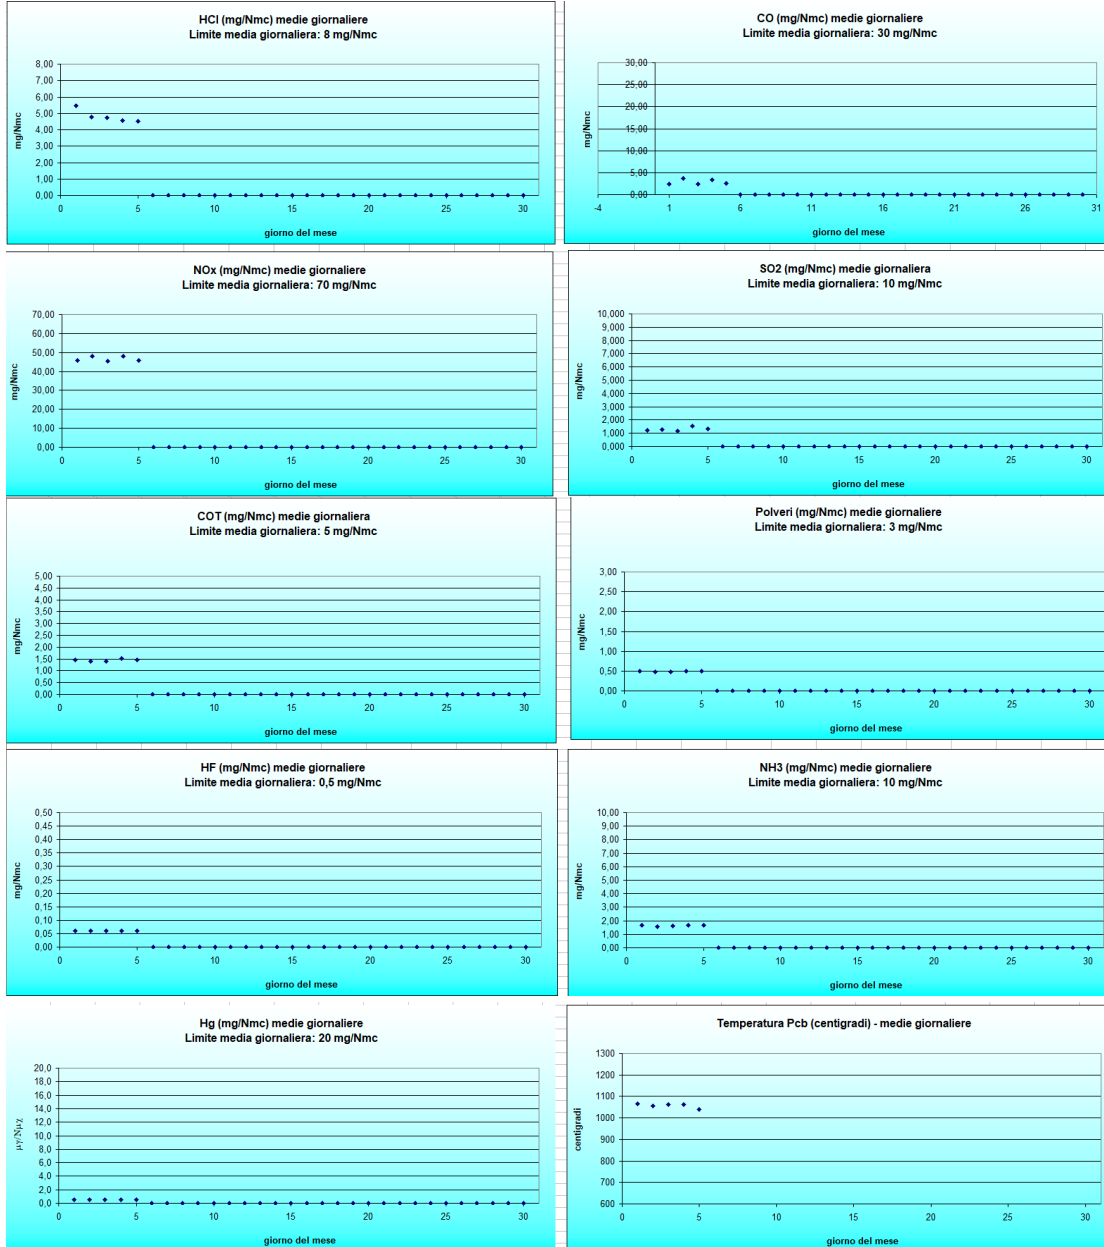 HCl (mg/Nmc) medie giornaliere
Limite media giornaliera: 8 mg/Nmc
8,00
7,00
6,00
5,00
4,00
3,00
2,00
1,00
0,00
mg/Nmc
0 5 10 15 20 25 30
giorno del mese
CO (mg/Nmc) medie giornaliere
Limite media giornaliera: 30 mg/Nmc
30,00
25,00
20,00
15,00
10,00
5,00
0,00
mg/Nmc
-4 1 6 11 16 21 26 31
giorno del mese
NOx (mg/Nmc) medie giornaliere
Limite media giornaliera: 70 mg/Nmc
70,00
60,00
50,00
40,00
30,00
20,00
10,00
0,00
mg/Nmc
0 5 10 15 20 25 30
giorno del mese
SO2 (mg/Nmc) medie giornaliera
Limite media giornaliera: 10 mg/Nmc
10,000
9,000
8,000
7,000
6,000
5,000
4,000
3,000
2,000
1,000
0,000
mg/Nmc
0 5 10 15 20 25 30
giorno del mese
COT (mg/Nmc) medie giornaliera
Limite media giornaliera: 5 mg/Nmc
5,00
4,50
4,00
3,50
3,00
2,50
2,00
1,50
1,00
0,50
0,00
mg/Nmc
0 5 10 15 20 25 30
giorno del mese
Polveri (mg/Nmc) medie giornaliere
Limite media giornaliera: 3 mg/Nmc
3,00
2,50
2,00
1,50
1,00
0,50
0,00
mg/Nmc
0 5 10 15 20 25 30
giorno del mese
HF (mg/Nmc) medie giornaliere
Limite media giornaliera: 0,5 mg/Nmc
0,50
0,45
0,40
0,35
0,30
0,25
0,20
0,15
0,10
0,05
0,00
mg/Nmc
0 5 10 15 20 25 30
giorno del mese
NH3 (mg/Nmc) medie giornaliere
Limite media giornaliera: 10 mg/Nmc
10,00
9,00
8,00
7,00
6,00
5,00
4,00
3,00
2,00
1,00
0,00
mg/Nmc
0 5 10 15 20 25 30
giorno del mese
Hg (mg/Nmc) medie giornaliere
Limite media giornaliera: 20 mg/Nmc
20,0
18,0
16,0
14,0
12,0
10,0
8,0
6,0
4,0
2,0
0,0
μγ/Νμχ
0 5 10 15 20 25 30
giorno del mese
Temperatura Pcb (centigradi) - medie giornaliere
1300
1200
1100
1000
900
800
700
600
centigradi
0 5 10 15 20 25 30
giorno del mese